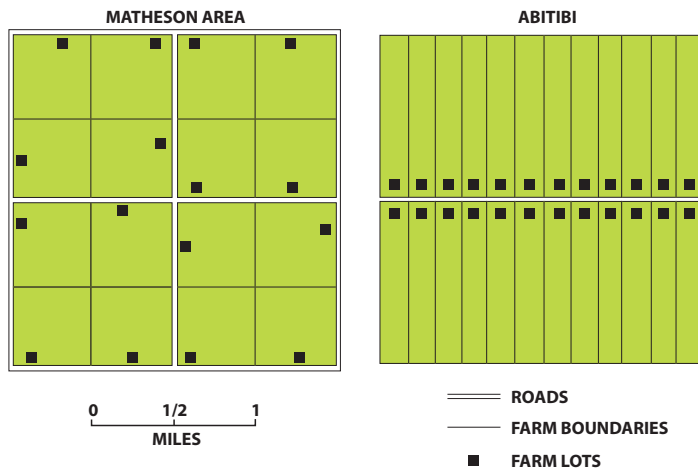 MATHESON AREA
ABITIBI
0 1/2 1
MILES
ROADS
FARM BOUNDARIES
FARM LOTS